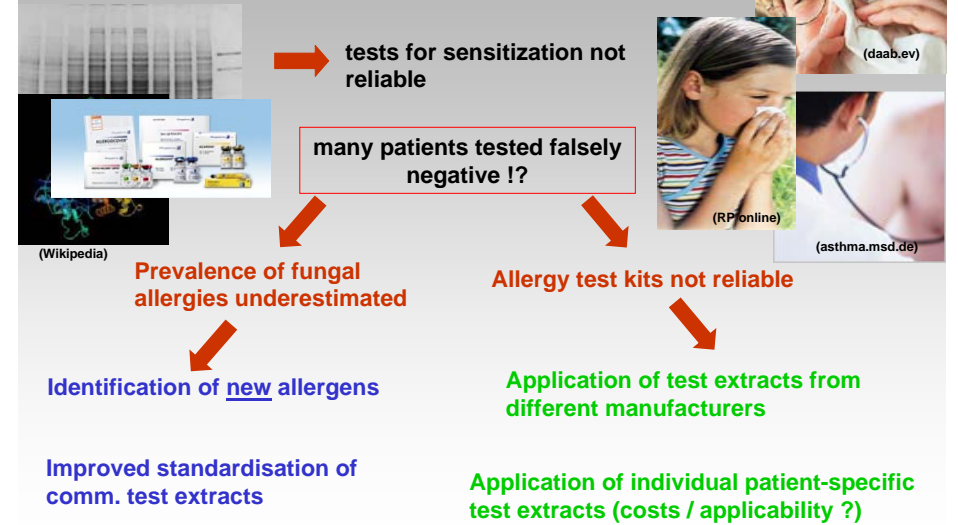 tests for sensitization not
reliable
(daab.ev)
many patients tested falsely
negative !?
(RP online)
(asthma.msd.de)
(Wikipedia)
Prevalence of fungal
allergies underestimated
Allergy test kits not reliable
Identification of new allergens
Application of test extracts from
different manufacturers
Improved standardisation of
comm. test extracts
Application of individual patient-specific
test extracts (costs / applicability ?)